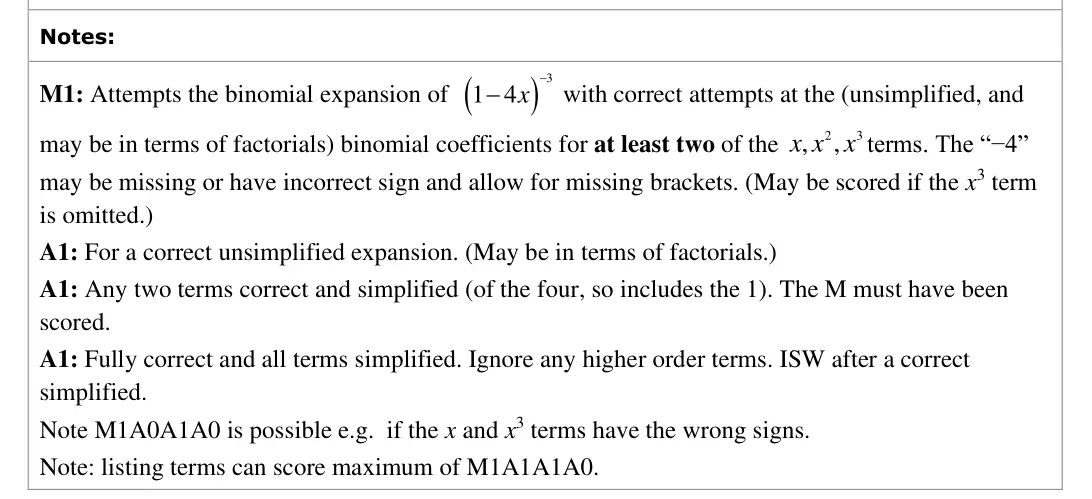 Notes:
M1: Attempts the binomial expansion of (1−4x)⁻³ with correct attempts at the (unsimplified, and
may be in terms of factorials) binomial coefficients for at least two of the x, x², x³ terms. The “−4”
may be missing or have incorrect sign and allow for missing brackets. (May be scored if the x³ term
is omitted.)
A1: For a correct unsimplified expansion. (May be in terms of factorials.)
A1: Any two terms correct and simplified (of the four, so includes the 1). The M must have been
scored.
A1: Fully correct and all terms simplified. Ignore any higher order terms. ISW after a correct
simplified.
Note M1A0A1A0 is possible e.g. if the x and x³ terms have the wrong signs.
Note: listing terms can score maximum of M1A1A1A0.